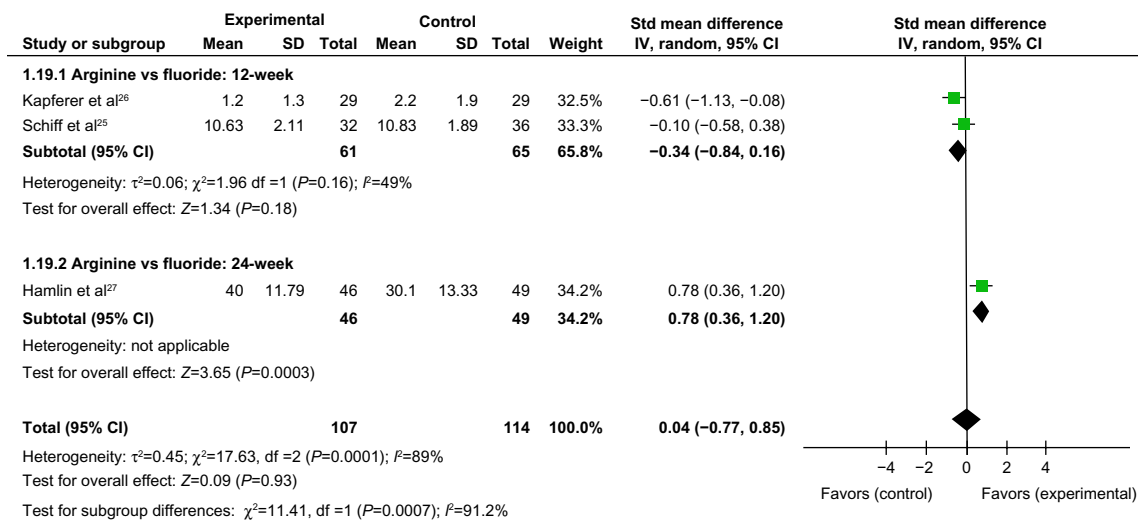 Experimental Control Std mean difference Std mean difference
Study or subgroup Mean SD Total Mean SD Total Weight IV, random, 95% CI IV, random, 95% CI
1.19.1 Arginine vs fluoride: 12-week
Kapferer et al²⁶ 1.2 1.3 29 2.2 1.9 29 32.5% −0.61 (−1.13, −0.08)
Schiff et al²⁵ 10.63 2.11 32 10.83 1.89 36 33.3% −0.10 (−0.58, 0.38)
Subtotal (95% CI) 61 65 65.8% −0.34 (−0.84, 0.16)
Heterogeneity: τ²=0.06; χ²=1.96 df =1 (P=0.16); I²=49%
Test for overall effect: Z=1.34 (P=0.18)
1.19.2 Arginine vs fluoride: 24-week
Hamlin et al²⁷ 40 11.79 46 30.1 13.33 49 34.2% 0.78 (0.36, 1.20)
Subtotal (95% CI) 46 49 34.2% 0.78 (0.36, 1.20)
Heterogeneity: not applicable
Test for overall effect: Z=3.65 (P=0.0003)
Total (95% CI) 107 114 100.0% 0.04 (−0.77, 0.85)
Heterogeneity: τ²=0.45; χ²=17.63, df =2 (P=0.0001); I²=89%
Test for overall effect: Z=0.09 (P=0.93)
Test for subgroup differences: χ²=11.41, df =1 (P=0.0007); I²=91.2%
−4 −2 0 2 4
Favors (control) Favors (experimental)